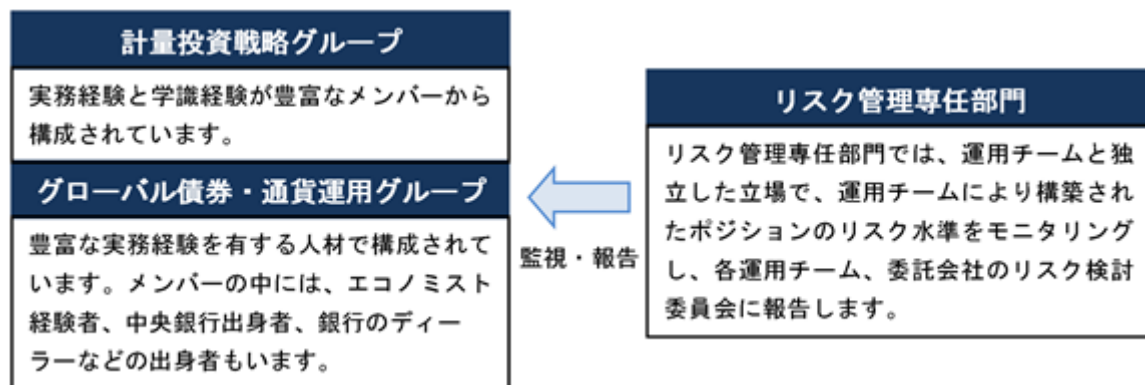 計量投資戦略グループ
実務経験と学識経験が豊富なメンバーから
構成されています。
グローバル債券・通貨運用グループ
豊富な実務経験を有する人材で構成されて
います。メンバーの中には、エコノミスト
経験者、中央銀行出身者、銀行のディー
ラーなどの出身者もいます。
監視・報告
リスク管理専任部門
リスク管理専任部門では、運用チームと独
立した立場で、運用チームにより構築され
たポジションのリスク水準をモニタリング
し、各運用チーム、委託会社のリスク検討
委員会に報告します。